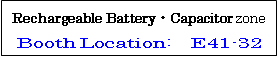 Rechargeable Battery・Capacitor zone
Booth Location:　E41-32